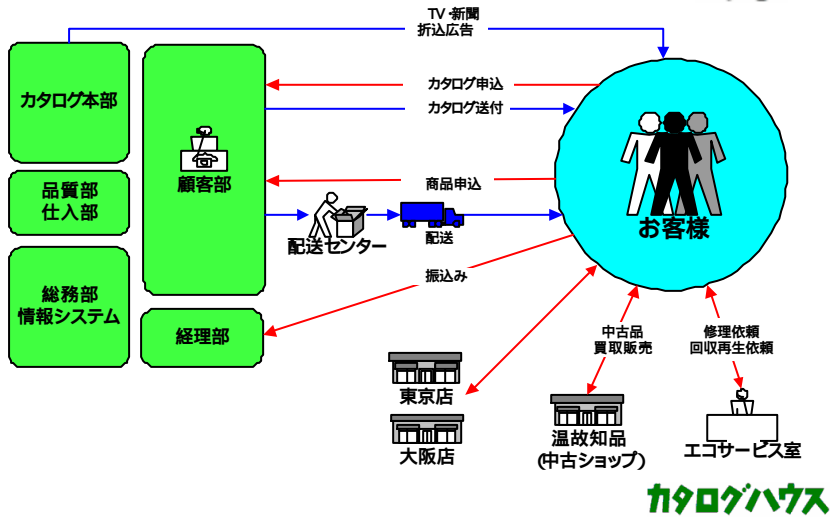 TV・新聞
折込広告
カタログ本部
カタログ申込
カタログ送付
顧客部
品質部
仕入部
商品申込
お客様
配送センター
配送
総務部
情報システム
振込み
経理部
中古品
買取販売
修理依頼
回収再生依頼
東京店
大阪店
温故知品
(中古ショップ)
エコサービス室
カタログハウス